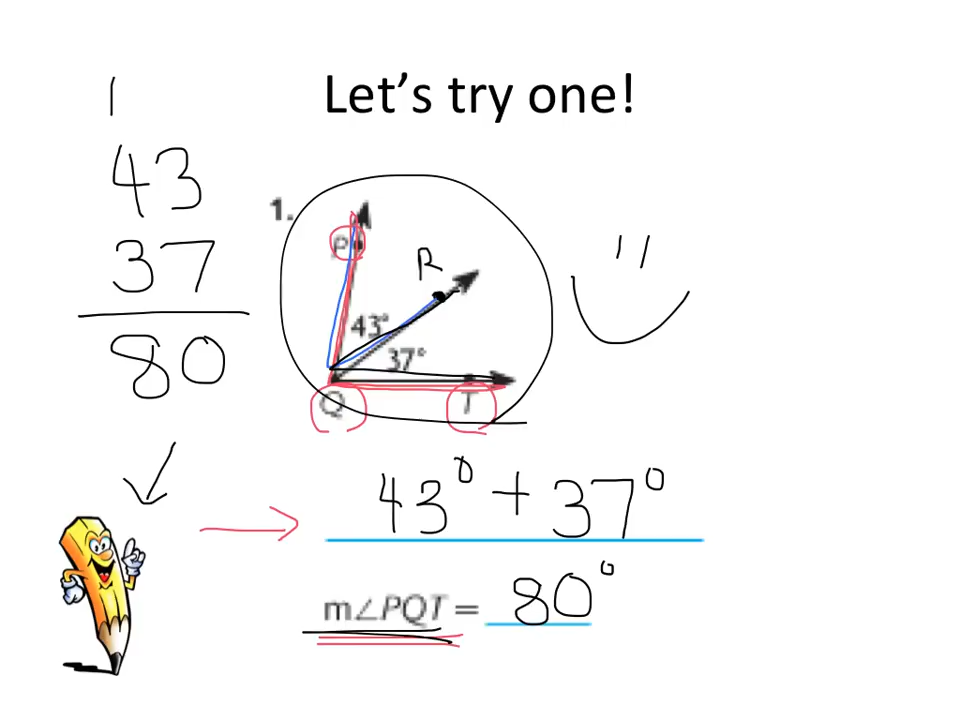 Let's try one!
1
43
37
80
1.
P
R
43°
37°
Q
T
43° + 37°
m∠PQT = 80°